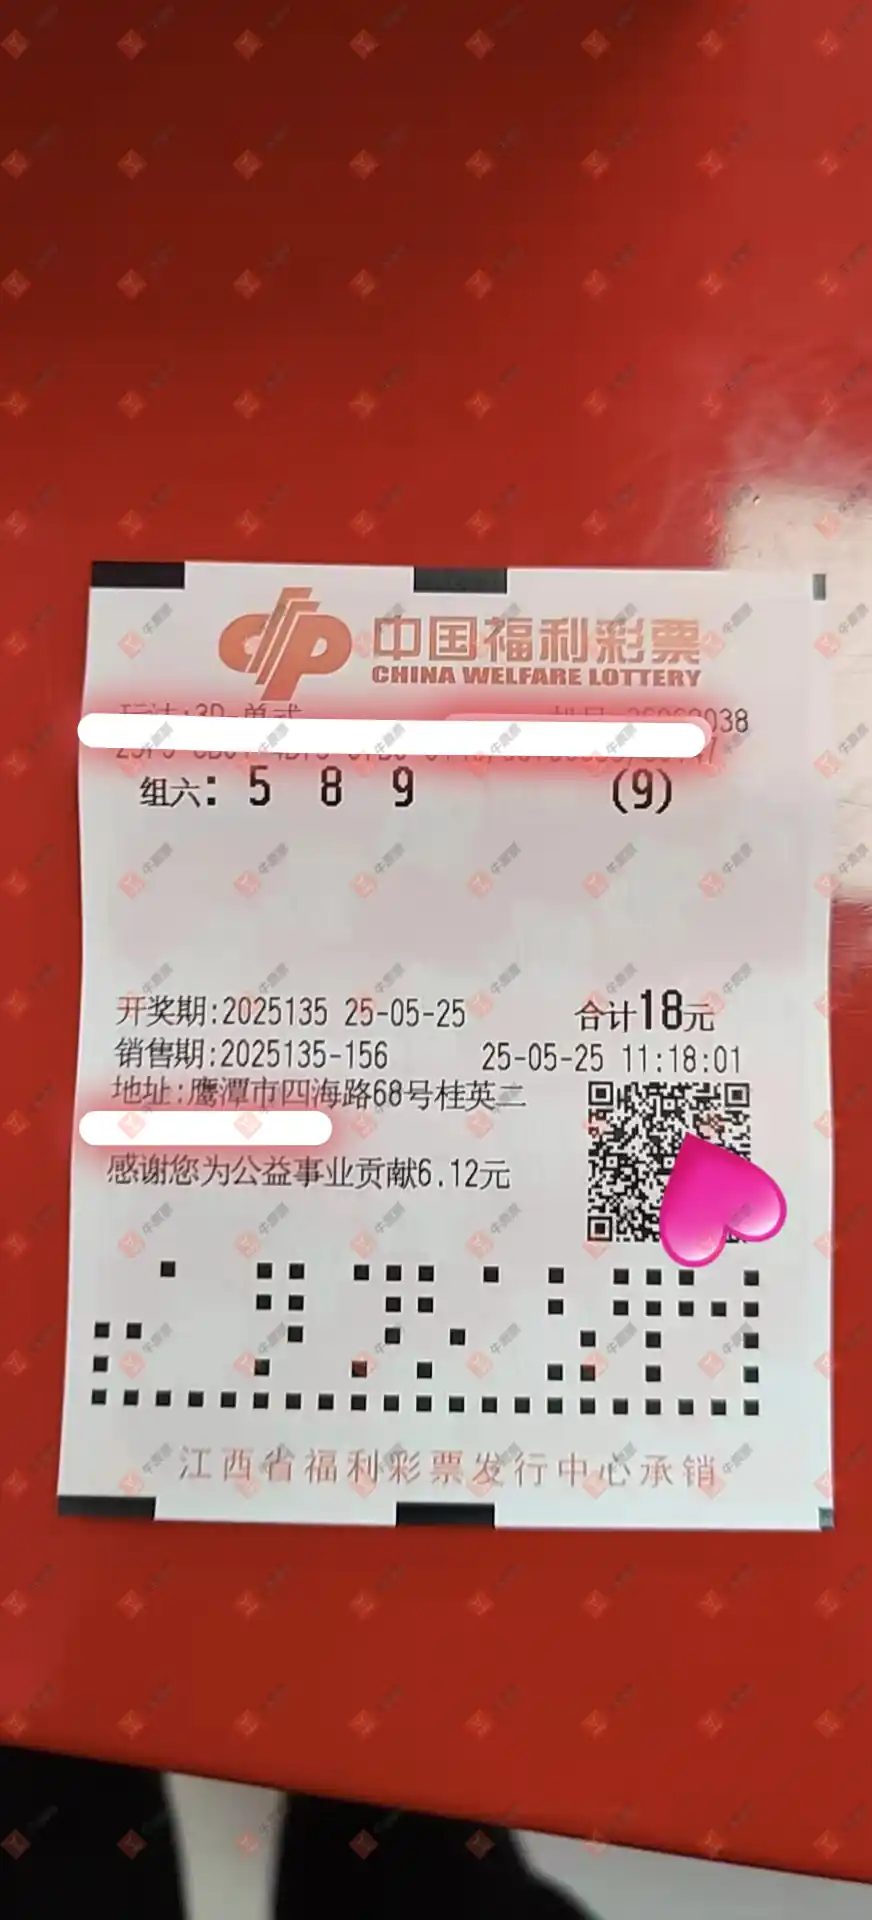 中国福利彩票
CHINA WELFARE LOTTERY
组六: 5 8 9 (9)
开奖期:2025135 25-05-25 合计18元
销售期:2025135-156 25-05-25 11:18:01
地址:鹰潭市四海路68号桂英二
感谢您为公益事业贡献6.12元
江西省福利彩票发行中心承销